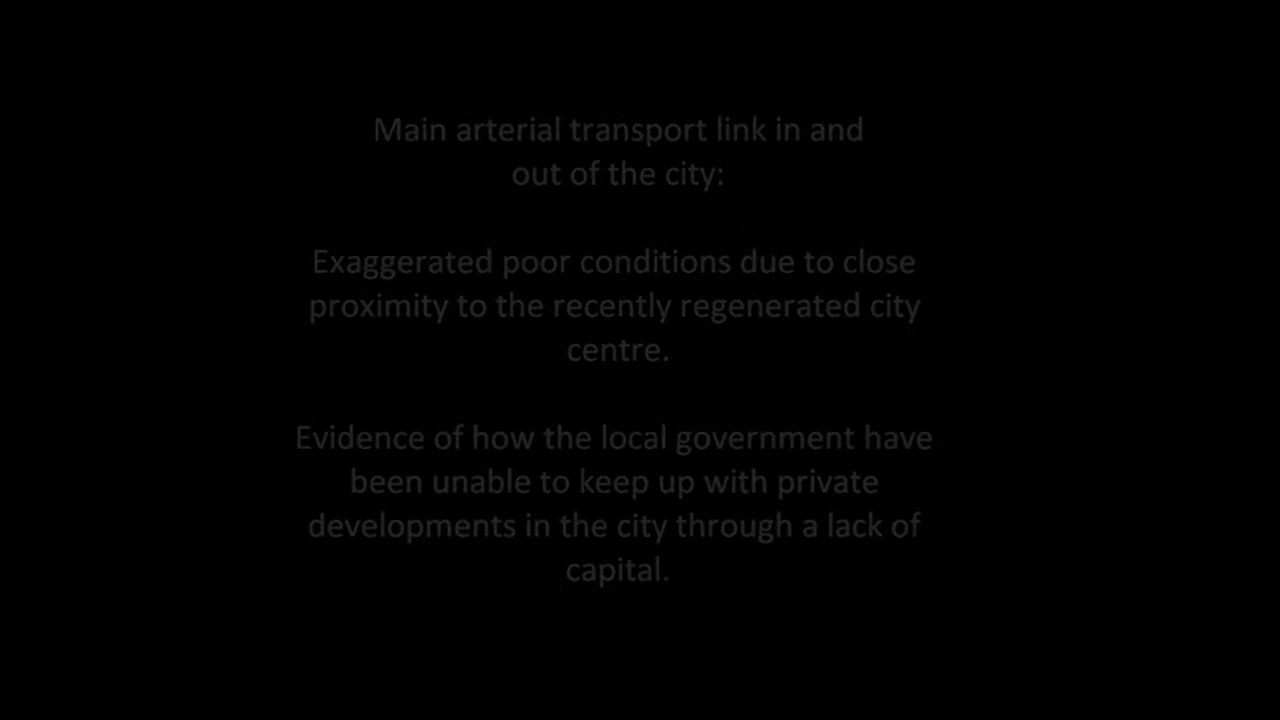 Main arterial transport link in and
out of the city:
Exaggerated poor conditions due to close
proximity to the recently regenerated city
centre.
Evidence of how the local government have
been unable to keep up with private
developments in the city through a lack of
capital.